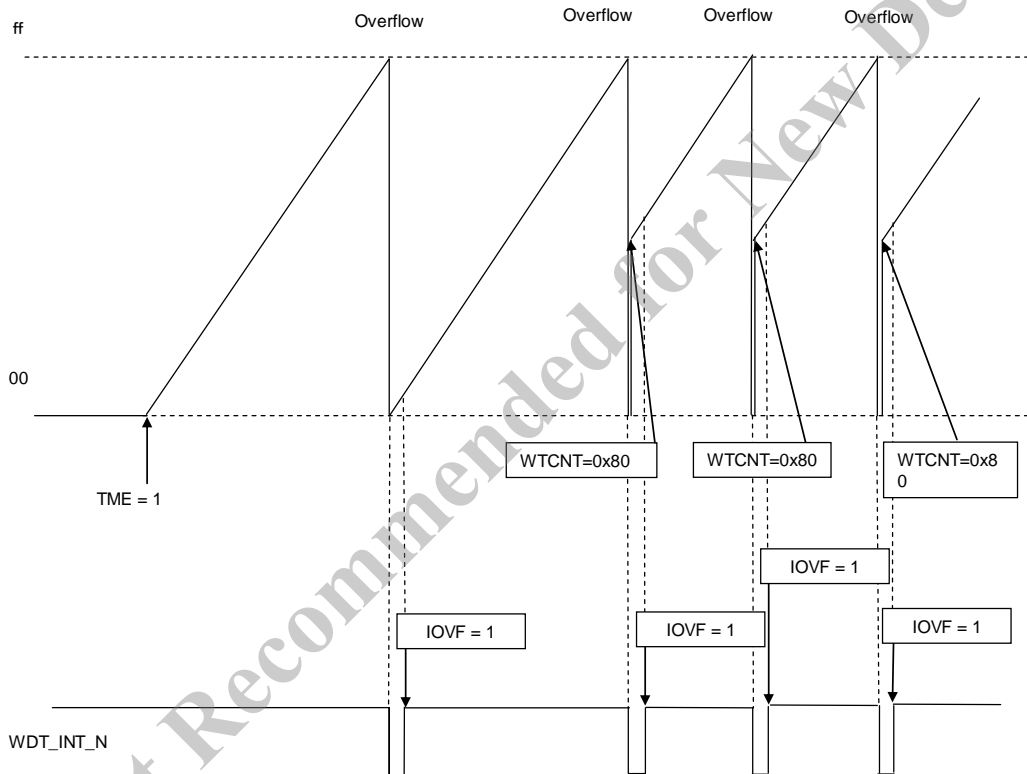 Overflow
Overflow
Overflow
Overflow
ff
00
WTCNT=0x80
WTCNT=0x80
WTCNT=0x8
0
TME = 1
IOVF = 1
IOVF = 1
IOVF = 1
IOVF = 1
WDT_INT_N
t Recommended for New De